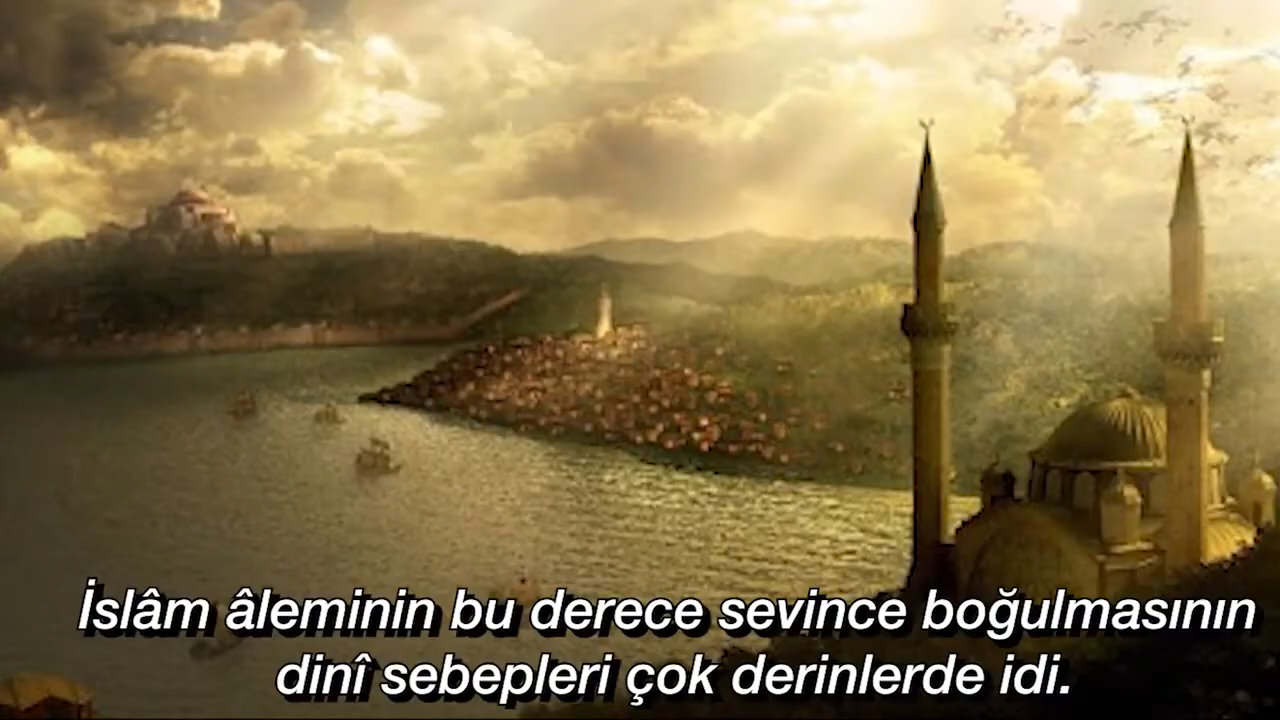 İslâm âleminin bu derece sevince boğulmasının
dinî sebepleri çok derinlerde idi.